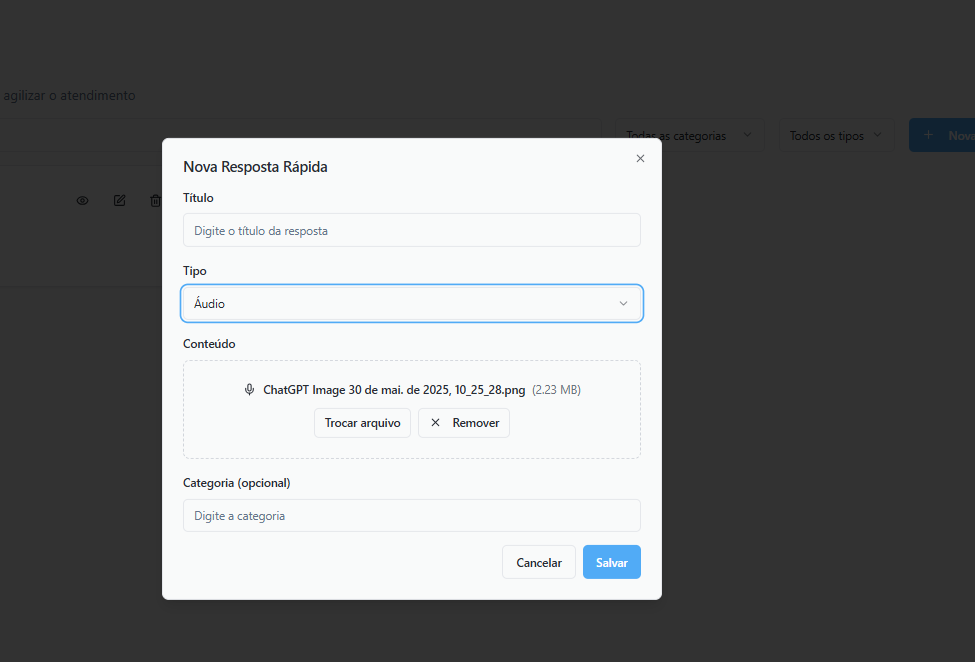 agilizar o atendimento
Todas as categorias
Todos os tipos
Nova Resposta Rápida
Título
Digite o título da resposta
Tipo
Áudio
Conteúdo
ChatGPT Image 30 de mai. de 2025, 10_25_28.png (2.23 MB)
Trocar arquivo
Remover
Categoria (opcional)
Digite a categoria
Cancelar
Salvar